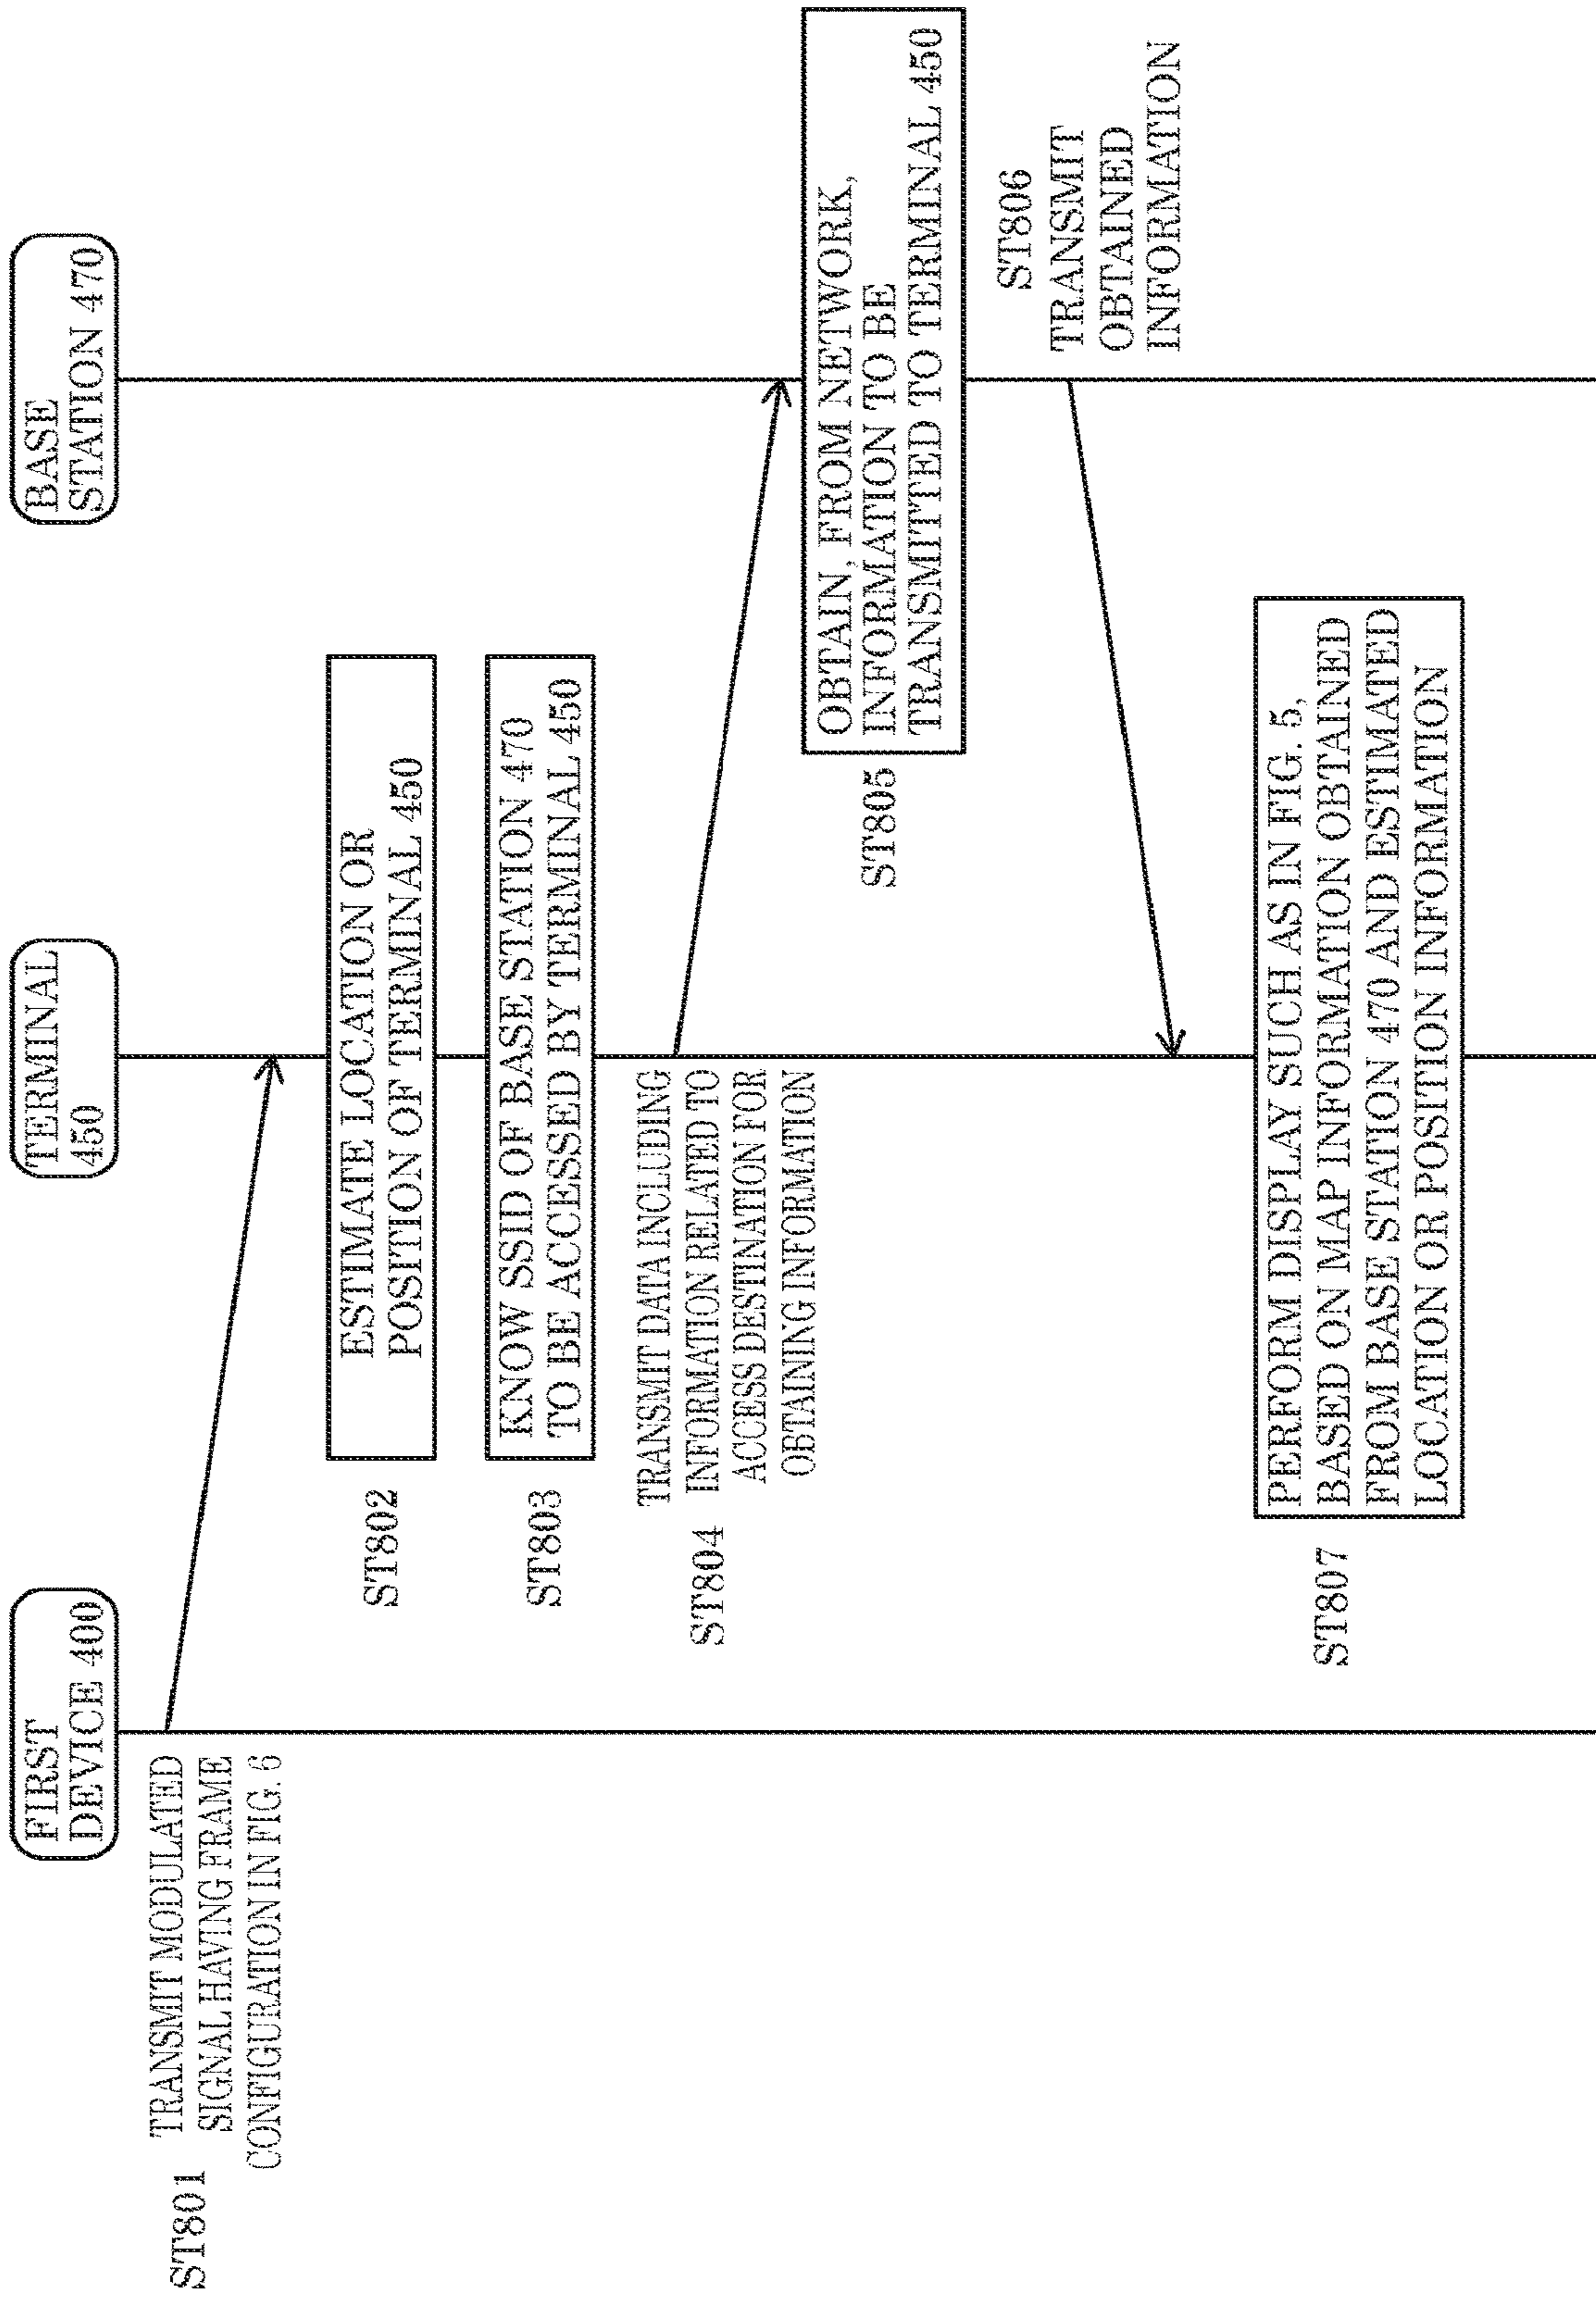 FIRST
DEVICE 400
TERMINAL
450
BASE
STATION 470
ST801
TRANSMIT MODULATED
SIGNAL HAVING FRAME
CONFIGURATION IN FIG. 6
ST802
ESTIMATE LOCATION OR
POSITION OF TERMINAL 450
ST803
KNOW SSID OF BASE STATION 470
TO BE ACCESSED BY TERMINAL 450
ST804
TRANSMIT DATA INCLUDING
INFORMATION RELATED TO
ACCESS DESTINATION FOR
OBTAINING INFORMATION
ST805
OBTAIN, FROM NETWORK,
INFORMATION TO BE
TRANSMITTED TO TERMINAL 450
ST806
TRANSMIT
OBTAINED
INFORMATION
ST807
PERFORM DISPLAY SUCH AS IN FIG. 5,
BASED ON MAP INFORMATION OBTAINED
FROM BASE STATION 470 AND ESTIMATED
LOCATION OR POSITION INFORMATION